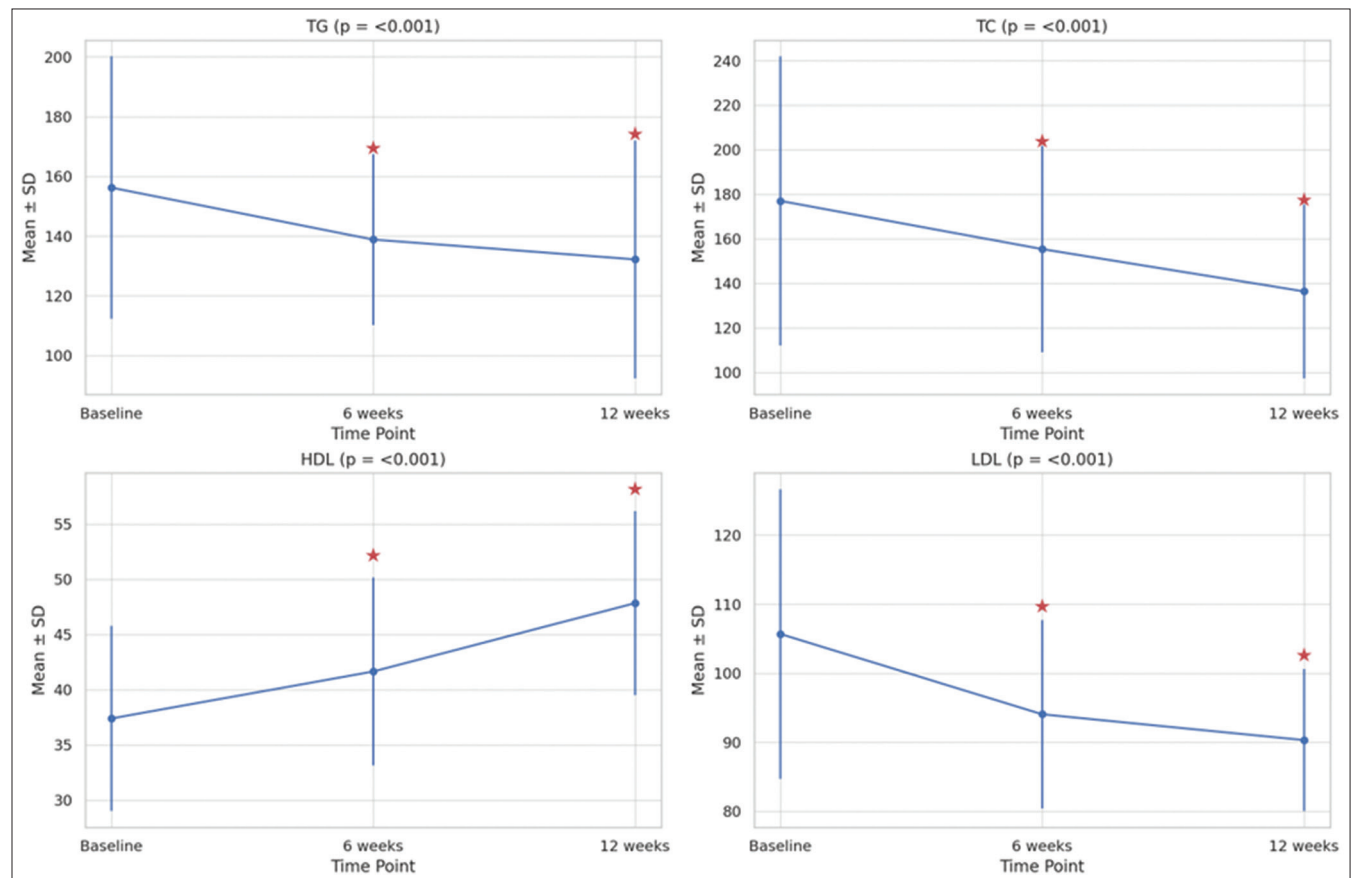 TG (p = <0.001)
Mean ± SD
200
180
160
140
120
100
Baseline
6 weeks
12 weeks
Time Point
TC (p = <0.001)
Mean ± SD
240
220
200
180
160
140
120
100
Baseline
6 weeks
12 weeks
Time Point
HDL (p = <0.001)
Mean ± SD
55
50
45
40
35
30
Baseline
6 weeks
12 weeks
Time Point
LDL (p = <0.001)
Mean ± SD
120
110
100
90
80
Baseline
6 weeks
12 weeks
Time Point